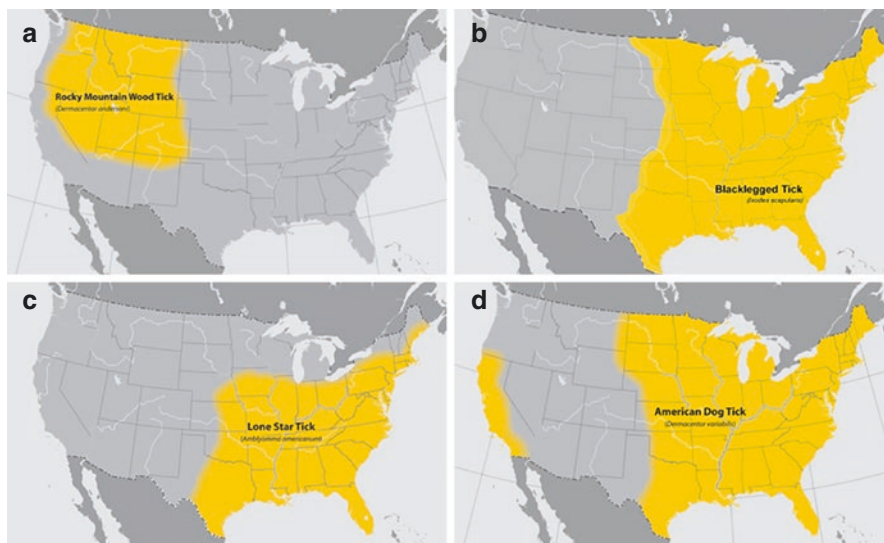 a
Rocky Mountain Wood Tick
(Dermacentor andersoni)
b
Blacklegged Tick
(Ixodes scapularis)
c
Lone Star Tick
(Amblyomma americanum)
d
American Dog Tick
(Dermacentor variabilis)